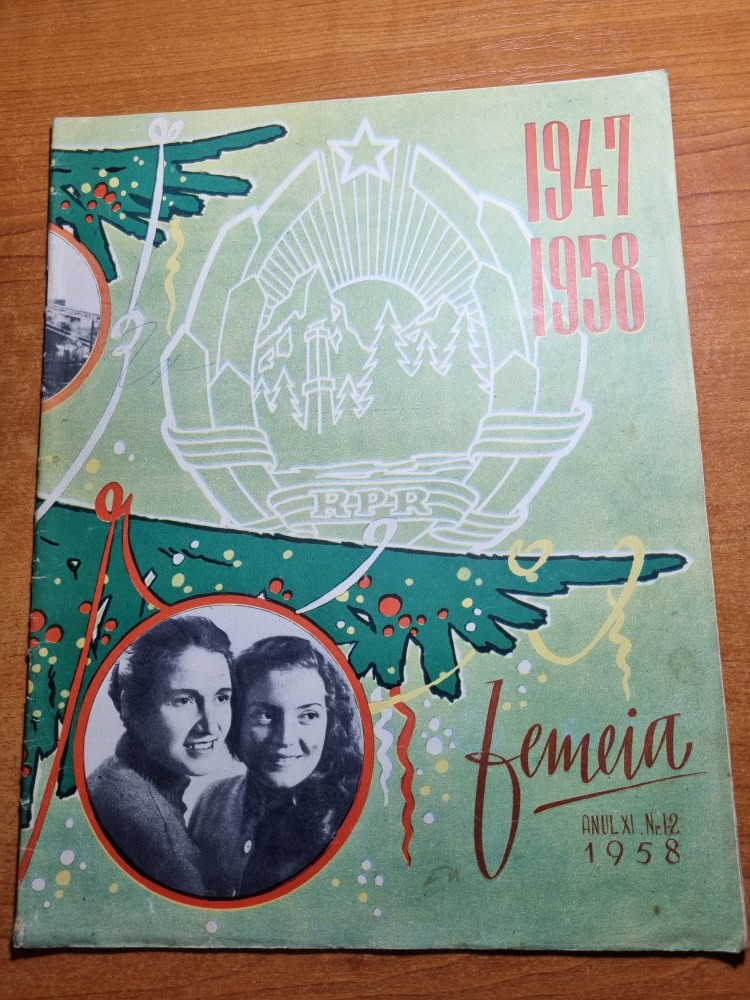 1947
1958
RPR
femeia
ANUL XI. Nr.12
1958